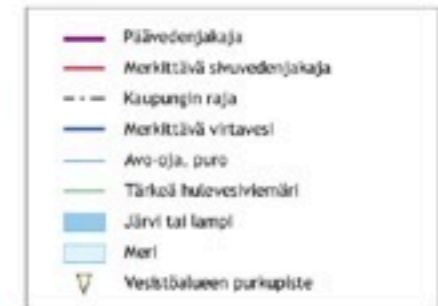 Päävedenjakaja
Merkittävä sivuvedenjakaja
Kaupungin raja
Merkittävä virtavesi
Avo-oja, puro
Tärkeä hulevesiviemäri
Järvi tai lampi
Meri
Vesistöalueen purkupiste